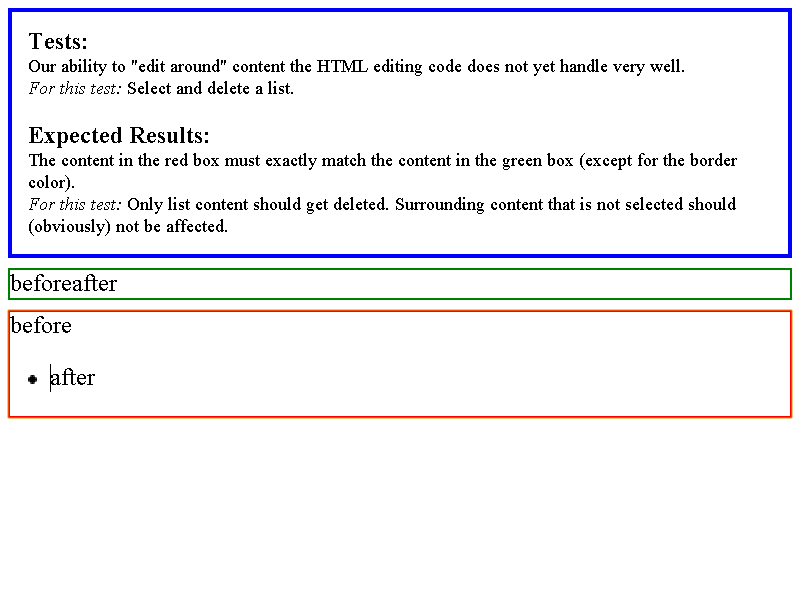 Tests:
Our ability to "edit around" content the HTML editing code does not yet handle very well.
For this test: Select and delete a list.
Expected Results:
The content in the red box must exactly match the content in the green box (except for the border
color).
For this test: Only list content should get deleted. Surrounding content that is not selected should
(obviously) not be affected.
beforeafter
before
• after